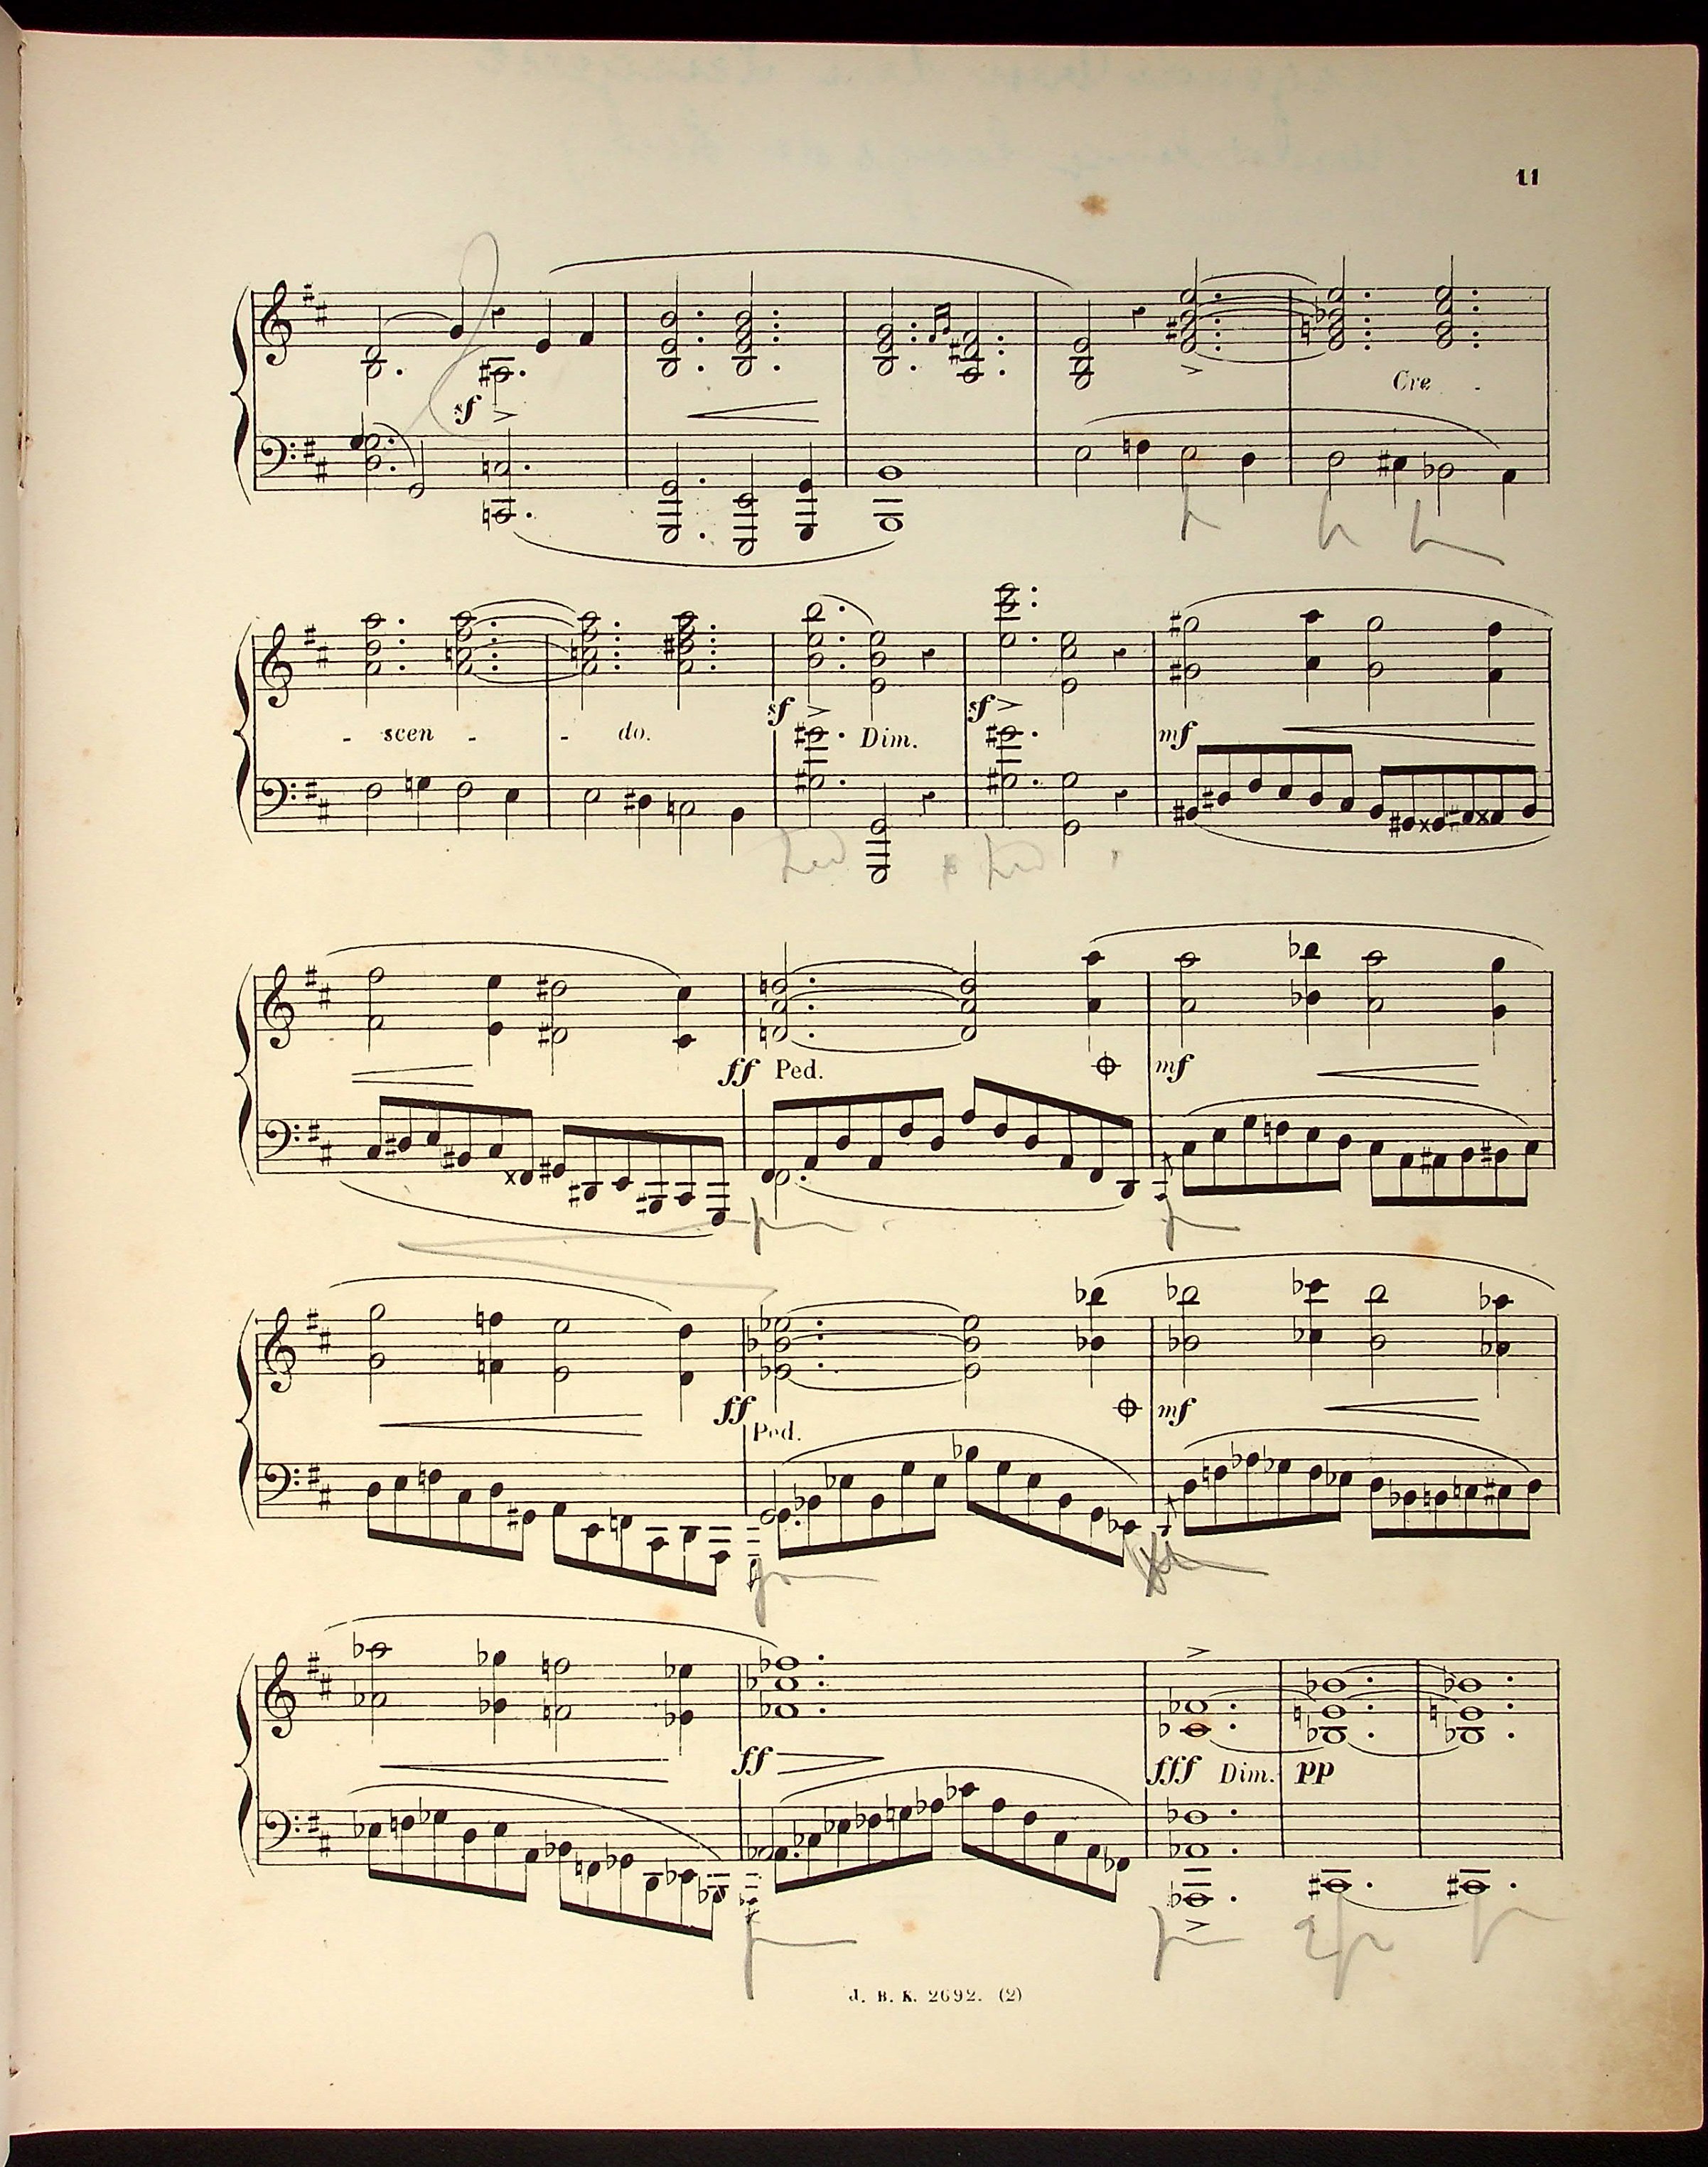 11
sf
Cre -
- scen - - do. sf Dim. sf mf
ff Ped. mf
ff Ped. mf
ff fff Dim. pp
J. B. K. 2692. (2)